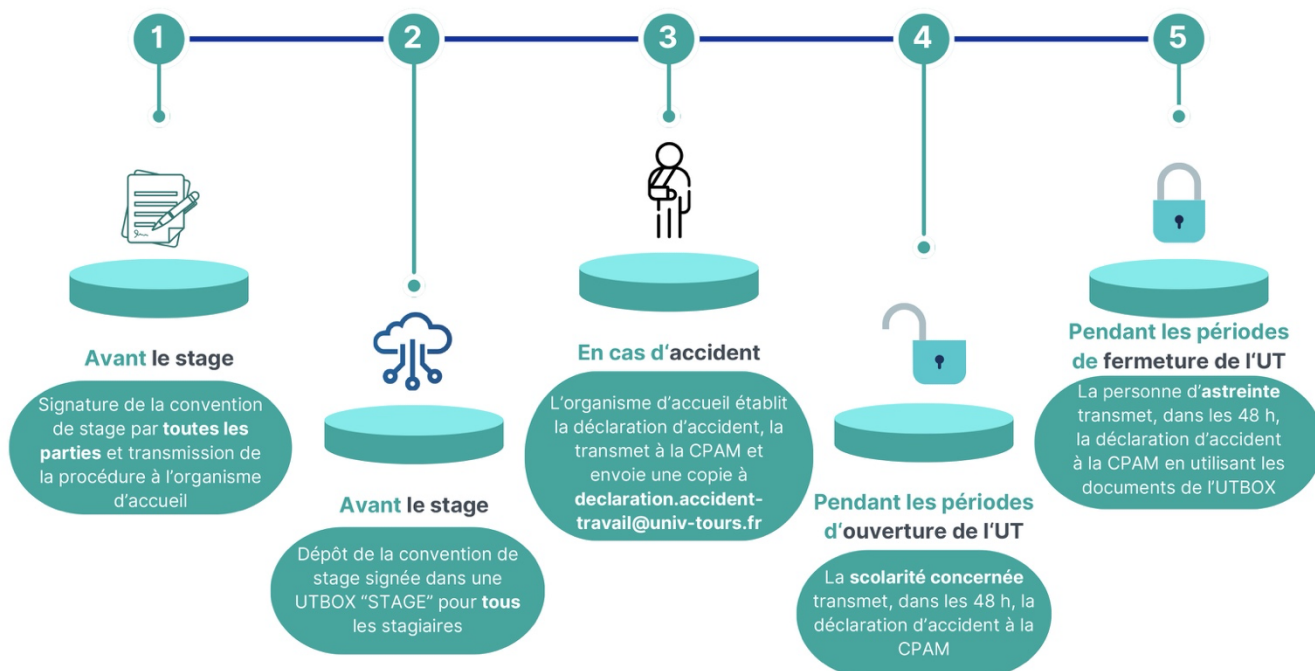 1
2
3
4
5
Avant le stage
Signature de la convention
de stage par toutes les
parties et transmission de
la procédure à l'organisme
d'accueil
Avant le stage
Dépôt de la convention de
stage signée dans une
UTBOX "STAGE" pour tous
les stagiaires
En cas d'accident
L'organisme d'accueil établit
la déclaration d'accident, la
transmet à la CPAM et
envoie une copie à
declaration.accident-
travail@univ-tours.fr
Pendant les périodes
d'ouverture de l'UT
La scolarité concernée
transmet, dans les 48 h, la
déclaration d'accident à la
CPAM
Pendant les périodes
de fermeture de l'UT
La personne d'astreinte
transmet, dans les 48 h,
la déclaration d'accident
à la CPAM en utilisant les
documents de l'UTBOX